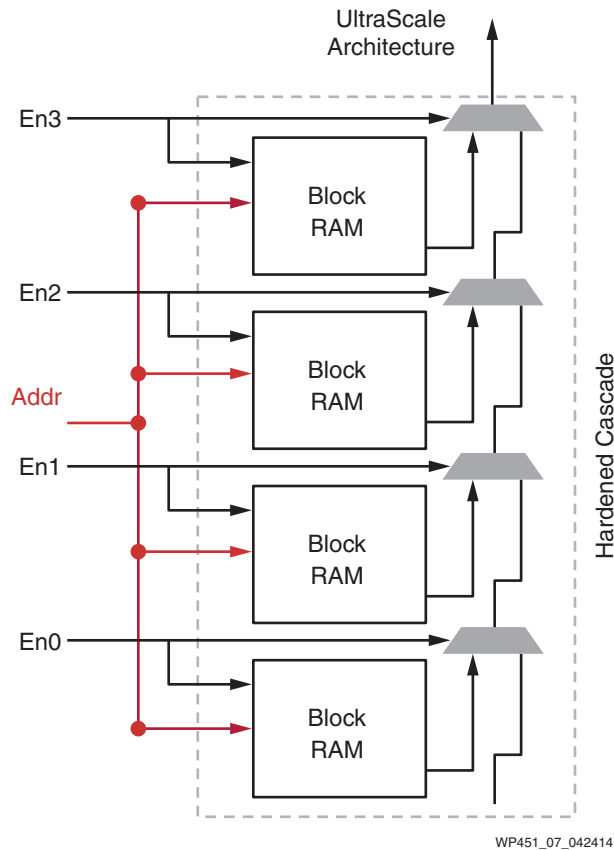 UltraScale
Architecture
En3
Block
RAM
En2
Block
RAM
Addr
En1
Block
RAM
En0
Block
RAM
Hardened Cascade
WP451_07_042414